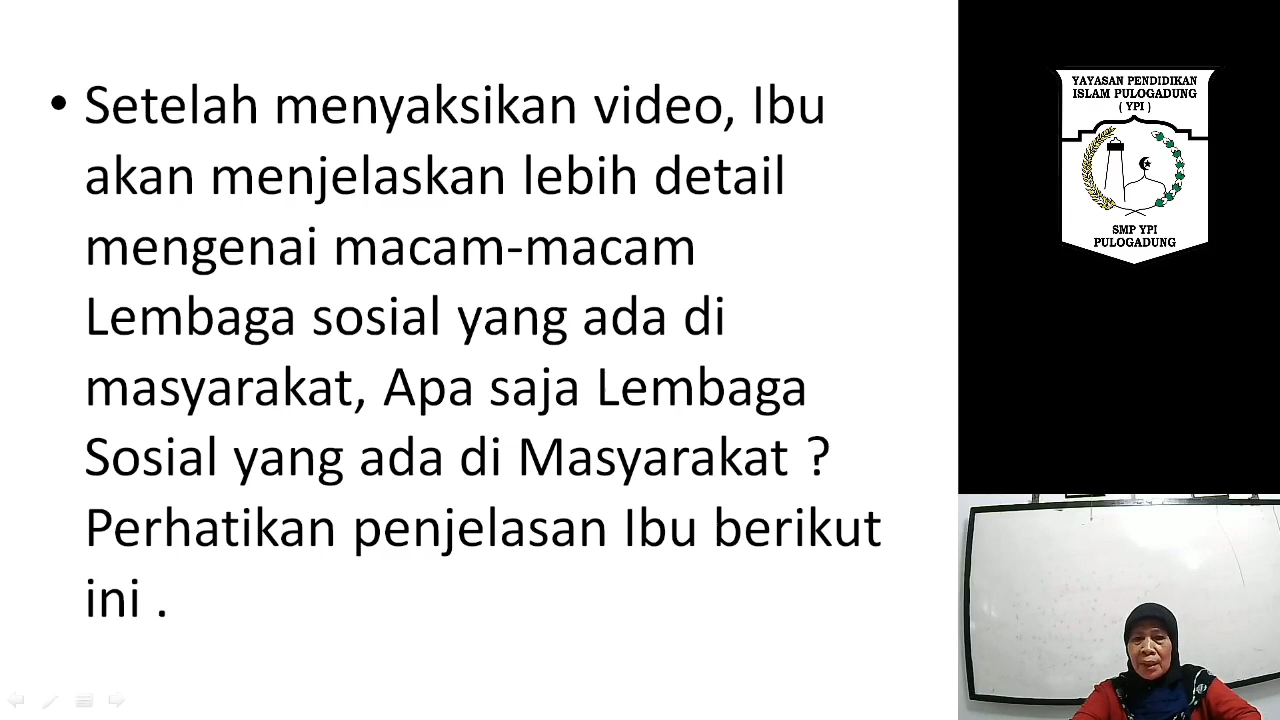 • Setelah menyaksikan video, Ibu
akan menjelaskan lebih detail
mengenai macam-macam
Lembaga sosial yang ada di
masyarakat, Apa saja Lembaga
Sosial yang ada di Masyarakat ?
Perhatikan penjelasan Ibu berikut
ini .
YAYASAN PENDIDIKAN
ISLAM PULOGADUNG
( YPI )
SMP YPI
PULOGADUNG